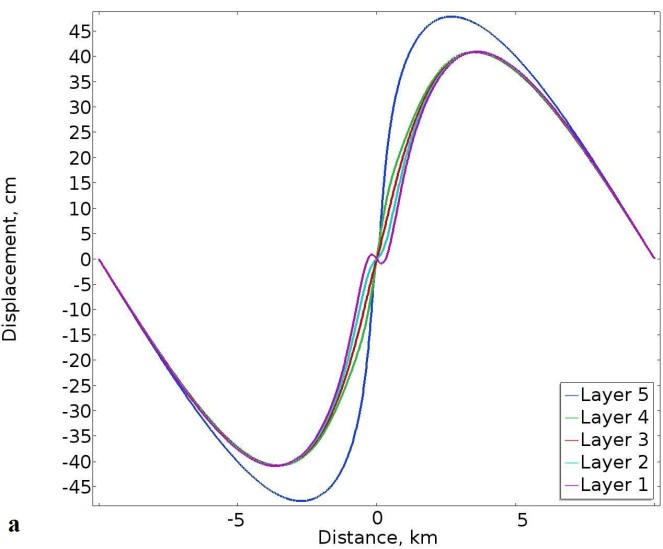 45
40
35
30
25
20
15
10
5
0
-5
-10
-15
-20
-25
-30
-35
-40
-45
Displacement, cm
Layer 5
Layer 4
Layer 3
Layer 2
Layer 1
-5 0 5
Distance, km
a